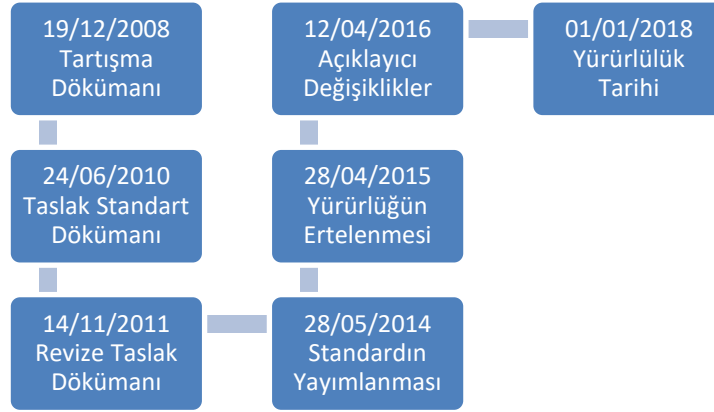 19/12/2008
Tartışma
Dökümanı
24/06/2010
Taslak Standart
Dökümanı
14/11/2011
Revize Taslak
Dökümanı
28/05/2014
Standardın
Yayımlanması
28/04/2015
Yürürlüğün
Ertelenmesi
12/04/2016
Açıklayıcı
Değişiklikler
01/01/2018
Yürürlülük
Tarihi